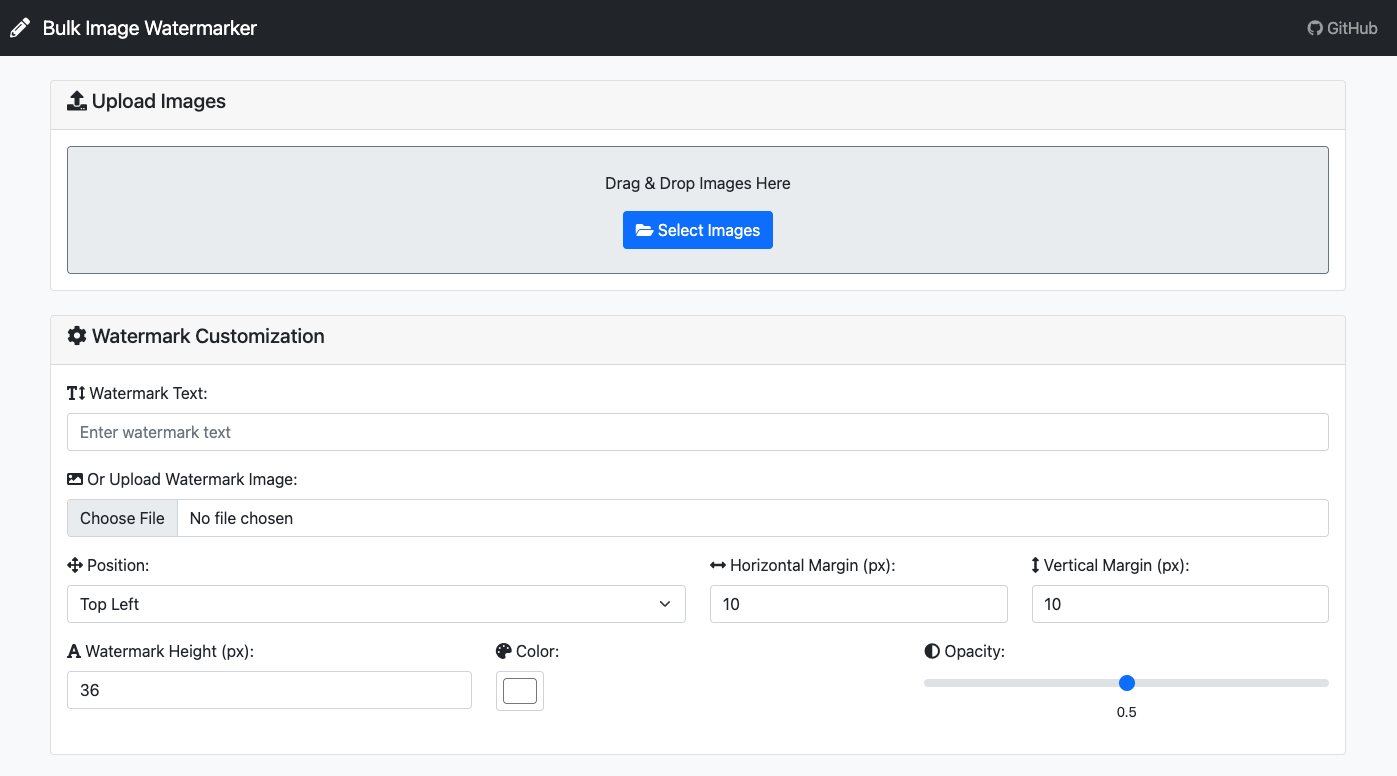 Bulk Image Watermarker
GitHub
Upload Images
Drag & Drop Images Here
Select Images
Watermark Customization
Watermark Text:
Enter watermark text
Or Upload Watermark Image:
Choose File No file chosen
Position: Horizontal Margin (px): Vertical Margin (px):
Top Left 10 10
Watermark Height (px): Color: Opacity:
36
0.5